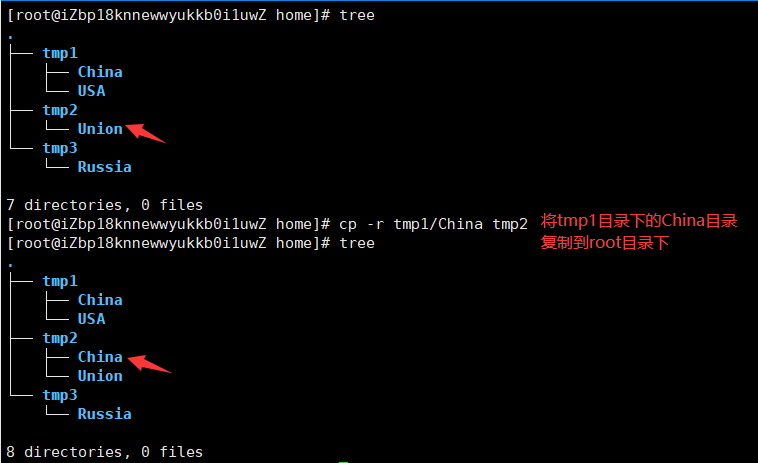 [root@iZbp18knnewwyukkb0i1uwZ home]# tree
.
├── tmp1
│   ├── China
│   └── USA
├── tmp2
│   └── Union
└── tmp3
    └── Russia
7 directories, 0 files
[root@iZbp18knnewwyukkb0i1uwZ home]# cp -r tmp1/China tmp2
将tmp1目录下的China目录
复制到root目录下
[root@iZbp18knnewwyukkb0i1uwZ home]# tree
.
├── tmp1
│   ├── China
│   └── USA
├── tmp2
│   ├── China
│   └── Union
└── tmp3
    └── Russia
8 directories, 0 files